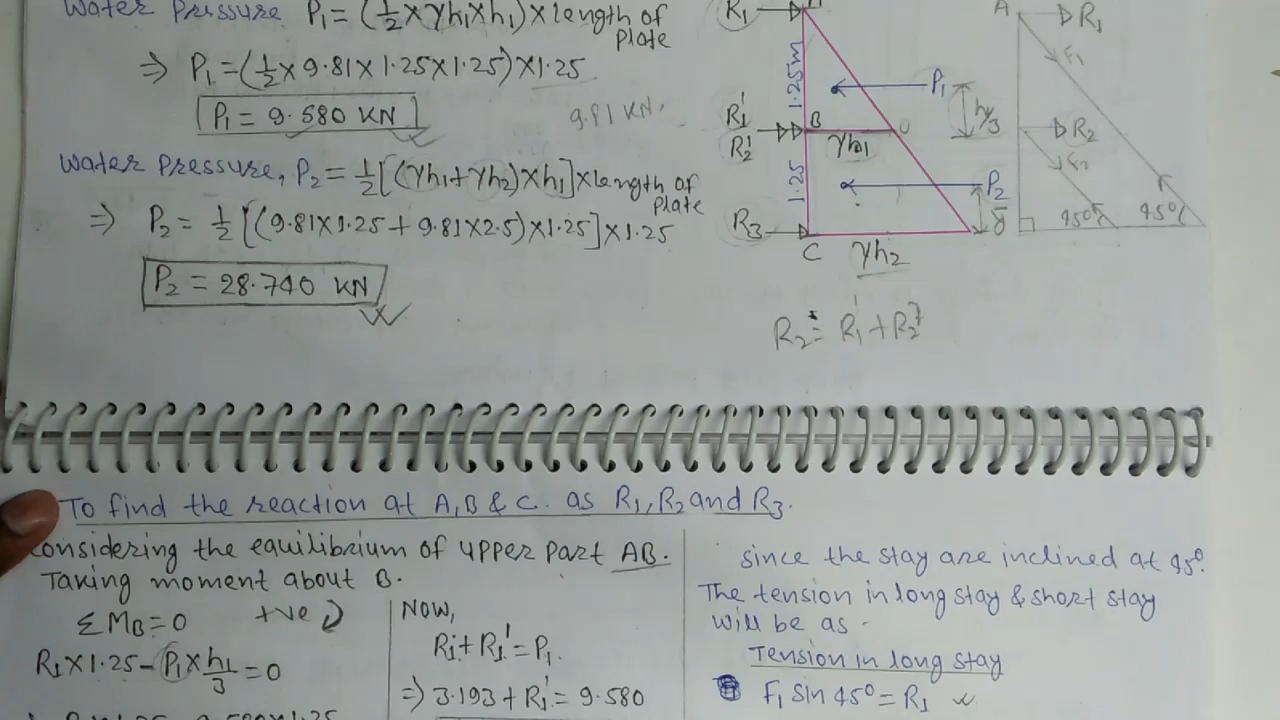 Water Pressure P₁ = (½ × γh₁ × h₁) × length of plate
⇒ P₁ = (½ × 9.81 × 1.25 × 1.25) × 1.25
P₁ = 9.580 KN
9.81 KN.
Water Pressure, P₂ = ½ [(γh₁ + γh₂) × h₁] × length of plate
⇒ P₂ = ½ [(9.81 × 1.25 + 9.81 × 2.5) × 1.25] × 1.25
P₂ = 28.740 KN
R₁
1.25m
P₁
h/3
R₁'
R₂'
B
γh₁
1.25
P₂
ȳ
R₃
C
γh₂
A
R₁
F₁
R₂
F₂
45°
45°
R₂ = R₁' + R₂'
To find the reaction at A, B & C. as R₁, R₂ and R₃.
Considering the equilibrium of upper part AB.
Taking moment about B.
ΣM_B = 0 +ve
R₁ × 1.25 - P₁ × h₁/3 = 0
NOW,
R₁ + R₁' = P₁.
⇒ 3.193 + R₁' = 9.580
since the stay are inclined at 45°.
The tension in long stay & short stay
will be as -
Tension in long stay
F₁ sin 45° = R₁